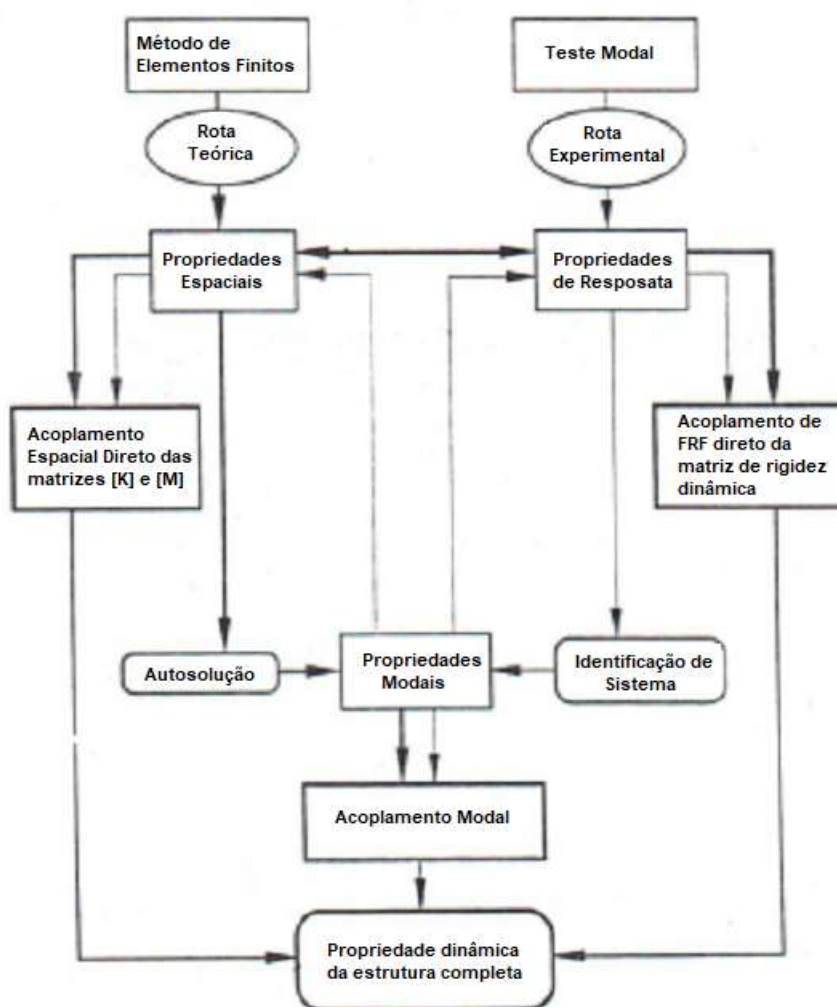 Método de
Elementos Finitos
Teste Modal
Rota
Teórica
Rota
Experimental
Propriedades
Espaciais
Propriedades
de Resposata
Acoplamento
Espacial Direto das
matrizes [K] e [M]
Acoplamento de
FRF direto da
matriz de rigidez
dinâmica
Autosolução
Propriedades
Modais
Identificação de
Sistema
Acoplamento Modal
Propriedade dinâmica
da estrutura completa